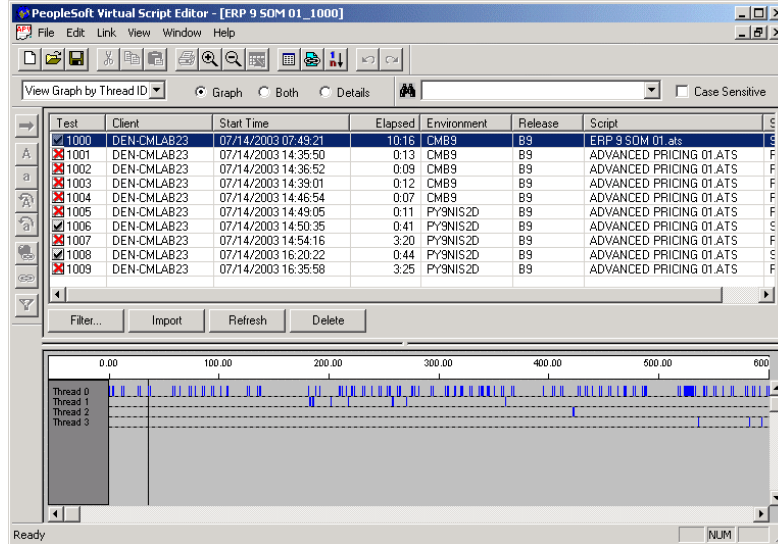 PeopleSoft Virtual Script Editor - [ERP 9 SOM 01_1000]
File Edit Link View Window Help
View Graph by Thread ID Graph Both Details Case Sensitive
Test Client Start Time Elapsed Environment Release Script
1000 DEN-CMLAB23 07/14/2003 07:49:21 10:16 CMB9 B9 ERP 9 SOM 01.ats
1001 DEN-CMLAB23 07/14/2003 14:35:50 0:13 CMB9 B9 ADVANCED PRICING 01.ATS
1002 DEN-CMLAB23 07/14/2003 14:36:52 0:09 CMB9 B9 ADVANCED PRICING 01.ATS
1003 DEN-CMLAB23 07/14/2003 14:39:01 0:12 CMB9 B9 ADVANCED PRICING 01.ATS
1004 DEN-CMLAB23 07/14/2003 14:46:54 0:07 CMB9 B9 ADVANCED PRICING 01.ATS
1005 DEN-CMLAB23 07/14/2003 14:49:05 0:11 PY9NIS2D B9 ADVANCED PRICING 01.ATS
1006 DEN-CMLAB23 07/14/2003 14:50:35 0:41 PY9NIS2D B9 ADVANCED PRICING 01.ATS
1007 DEN-CMLAB23 07/14/2003 14:54:16 3:20 PY9NIS2D B9 ADVANCED PRICING 01.ATS
1008 DEN-CMLAB23 07/14/2003 16:20:22 0:44 PY9NIS2D B9 ADVANCED PRICING 01.ATS
1009 DEN-CMLAB23 07/14/2003 16:35:58 3:25 PY9NIS2D B9 ADVANCED PRICING 01.ATS
Filter... Import Refresh Delete
0.00 100.00 200.00 300.00 400.00 500.00 600
Thread 0
Thread 1
Thread 2
Thread 3
Ready NUM